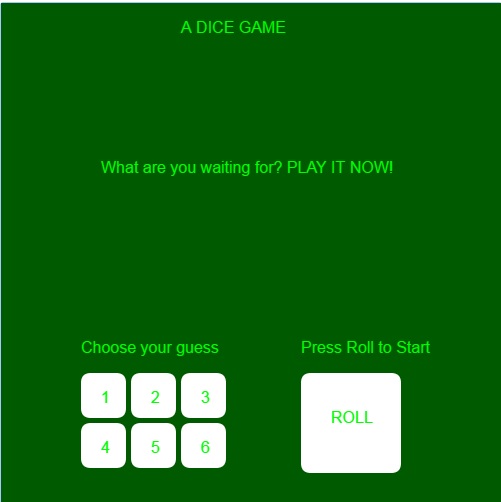 A DICE GAME
What are you waiting for? PLAY IT NOW!
Choose your guess
Press Roll to Start
1 2 3
4 5 6
ROLL